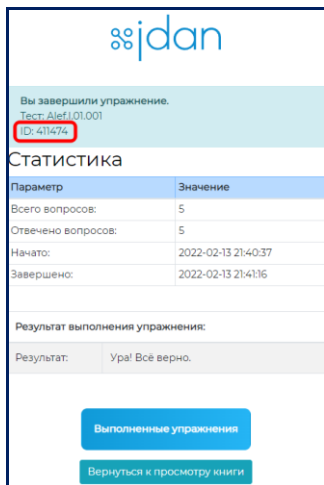 jdan
Вы завершили упражнение.
Тест: Alef.I.01.001
ID: 411474
Статистика
Параметр Значение
Всего вопросов: 5
Отвечено вопросов: 5
Начато: 2022-02-13 21:40:37
Завершено: 2022-02-13 21:41:16
Результат выполнения упражнения:
Результат: Ура! Всё верно.
Выполненные упражнения
Вернуться к просмотру книги